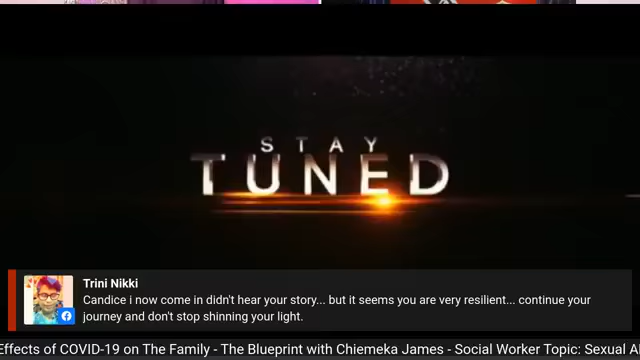 STAY
TUNED
Trini Nikki
Candice i now come in didn't hear your story... but it seems you are very resilient... continue your
journey and don't stop shinning your light.
Effects of COVID-19 on The Family - The Blueprint with Chiemeka James - Social Worker Topic: Sexual